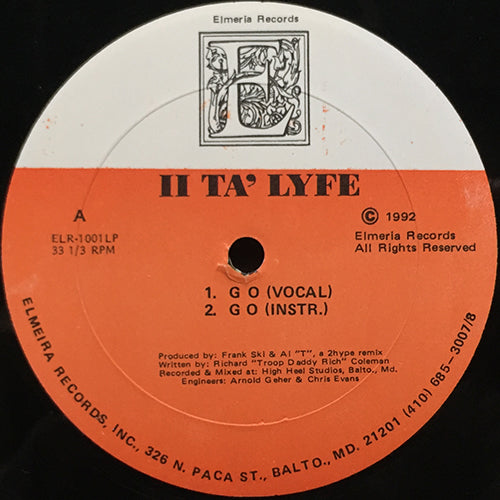 Elmeria Records
E
II TA' LYFE
A
ELR-1001LP
33 1/3 RPM
© 1992
Elmeria Records
All Rights Reserved
1. G O (VOCAL)
2. G O (INSTR.)
Produced by: Frank Ski & Al "T", a 2hype remix
Written by: Richard "Troop Daddy Rich" Coleman
Recorded & Mixed at: High Heel Studios, Balto., Md.
Engineers: Arnold Geher & Chris Evans
ELMEIRA RECORDS, INC., 326 N. PACA ST., BALTO., MD. 21201 (410) 685-3007/8